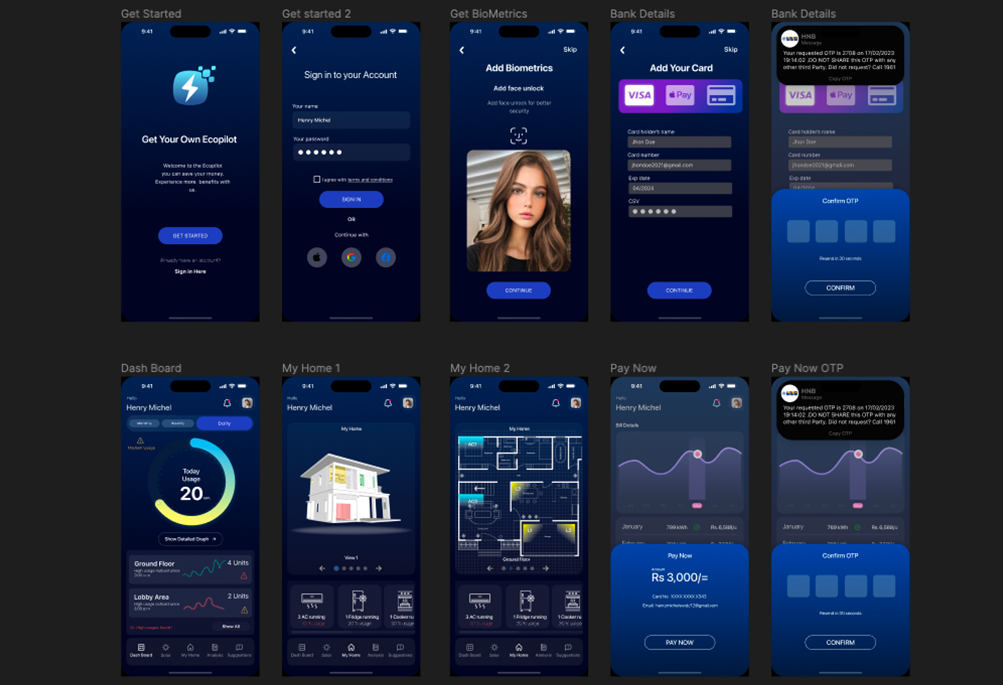 Get Started
Get started 2
Get BioMetrics
Bank Details
Bank Details
9:41
Get Your Own Ecopilot
Welcome to the Ecopilot
you can save your money.
Experience more benefits with
us.
GET STARTED
Already have an account?
Sign In Here
9:41
Sign in to your Account
Your name
Henry Michel
Your password
I agree with terms and conditions
SIGN IN
OR
Continue with
9:41
Skip
Add Biometrics
Add face unlock
Add face unlock for better
security
CONTINUE
9:41
Skip
Add Your Card
VISA
Pay
Card holder's name
Jhon Doe
Card number
jhondoe2021@gmail.com
Exp date
04/2024
CSV
CONTINUE
HNB
Message
Your requested OTP is 2708 on 17/02/2023
19:14:02 .DO NOT SHARE this OTP with any
other third Party. Did not request? Call 1961
Copy OTP
VISA
Pay
Card holder's name
Jhon Doe
Card number
jhondoe2021@gmail.com
Exp date
Confirm OTP
Resend in 30 seconds
CONFIRM
Dash Board
My Home 1
My Home 2
Pay Now
Pay Now OTP
9:41
Hello
Henry Michel
Monthly
Weekly
Daily
Medium usage
Today
Usage
20
Show Detailed Graph
Ground Floor
4 Units
Lobby Area
2 Units
Show All
Dash Board
Solar
My Home
Analysis
Suggestions
9:41
Hello
Henry Michel
My Home
View 1
3 AC running
1 Fridge running
1 Cooker ru
Dash Board
Solar
My Home
Analysis
Suggestions
9:41
Hello
Henry Michel
My Home
AC1
L1
AC3
L2
Ground Floor
3 AC running
1 Fridge running
1 Cooker ru
Dash Board
Solar
My Home
Analysis
Suggestions
9:41
Hello
Henry Michel
Bill Details
January
Rs 6,568/=
Pay Now
Amount
Rs 3,000/=
PAY NOW
HNB
Message
Your requested OTP is 2708 on 17/02/2023
19:14:02 .DO NOT SHARE this OTP with any
other third Party. Did not request? Call 1961
Copy OTP
January
Rs 6,568/=
Confirm OTP
Resend in 30 seconds
CONFIRM